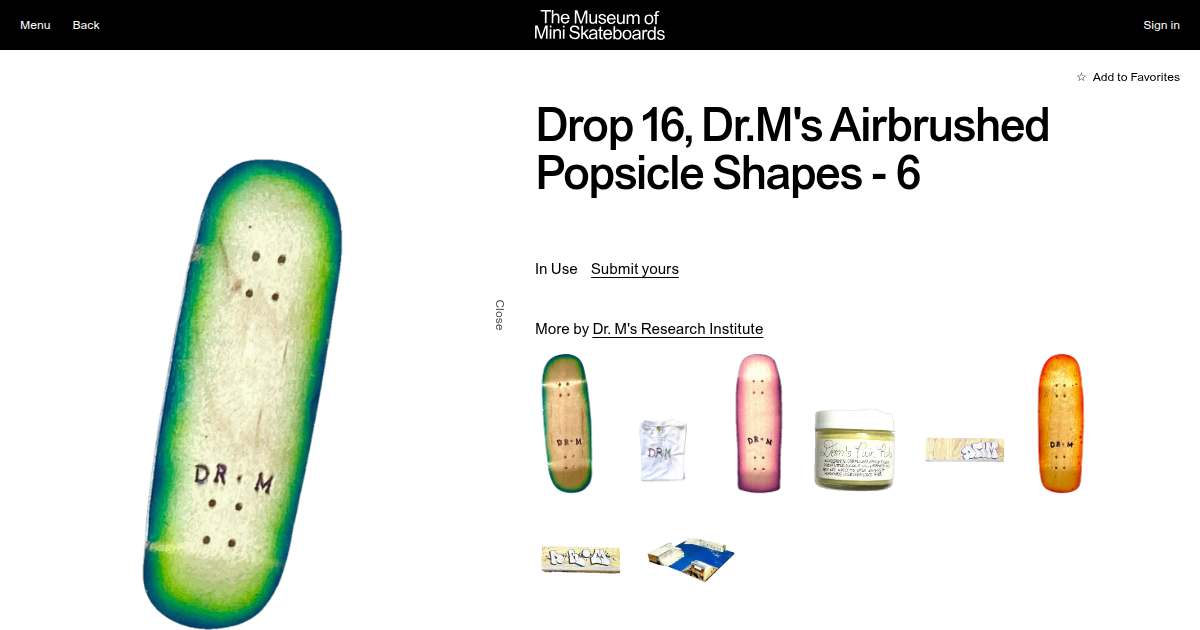 Menu
Back
The Museum of
Mini Skateboards
Sign in
☆ Add to Favorites
Drop 16, Dr.M's Airbrushed
Popsicle Shapes - 6
In Use Submit yours
Close
More by Dr. M's Research Institute
DR · M
DR · M
DR M
DR · M
DR · M